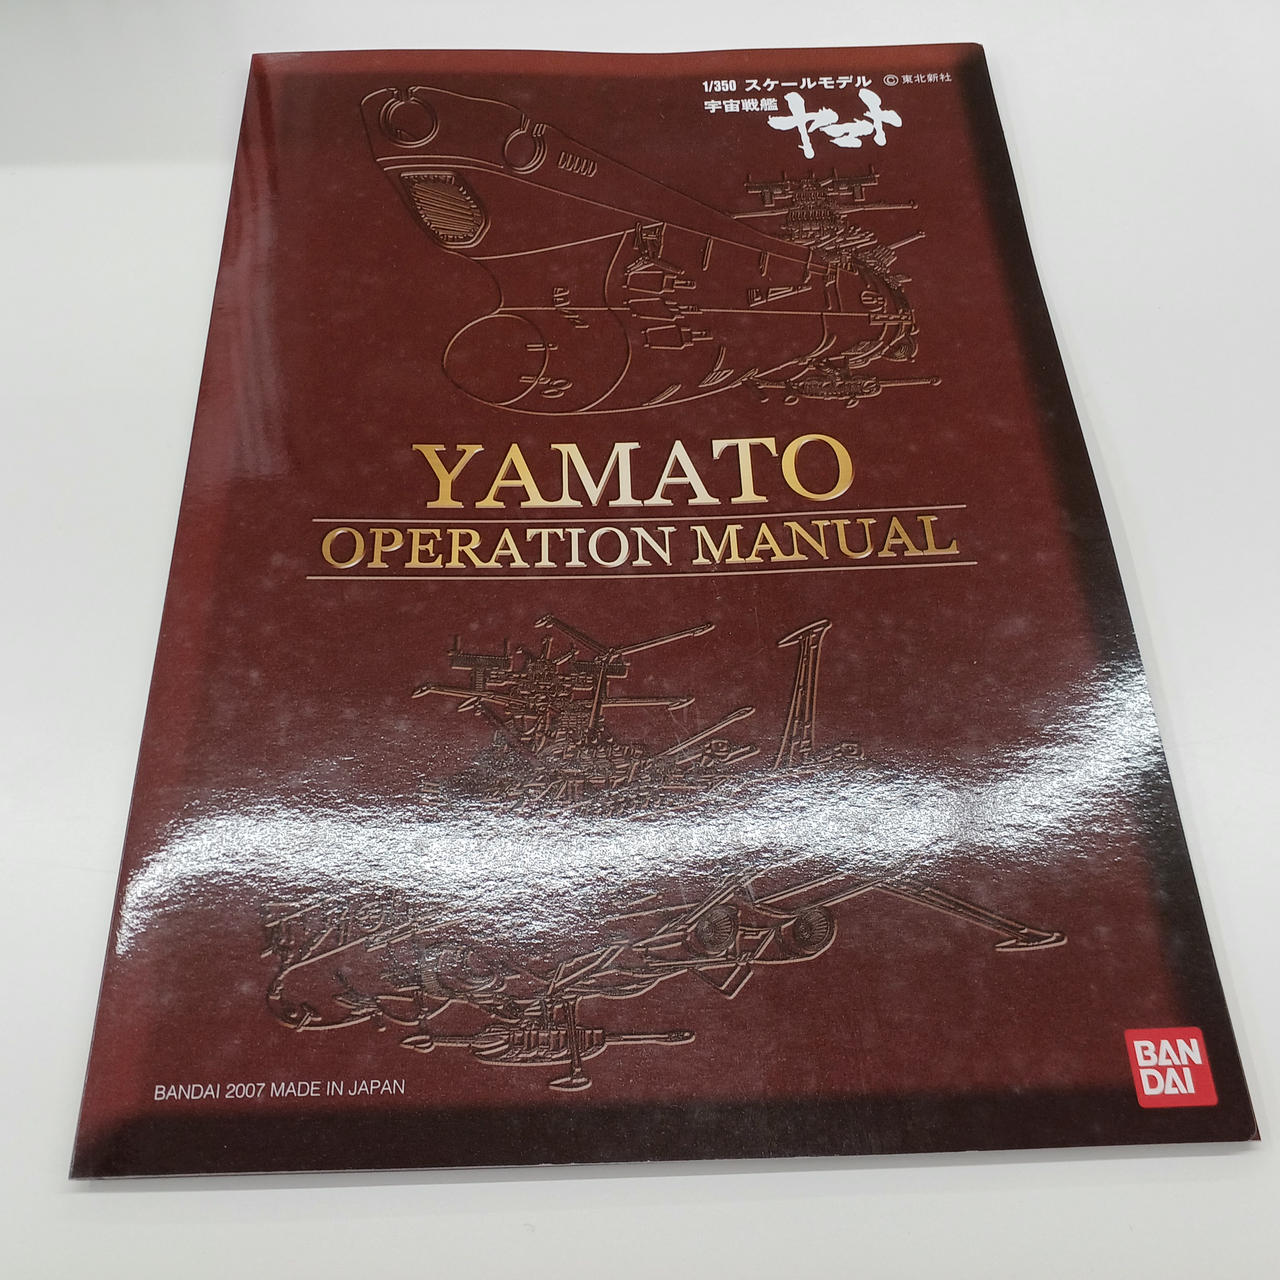 1/350 スケールモデル ©東北新社
宇宙戦艦 ヤマト
YAMATO
OPERATION MANUAL
BANDAI 2007 MADE IN JAPAN
BAN
DAI